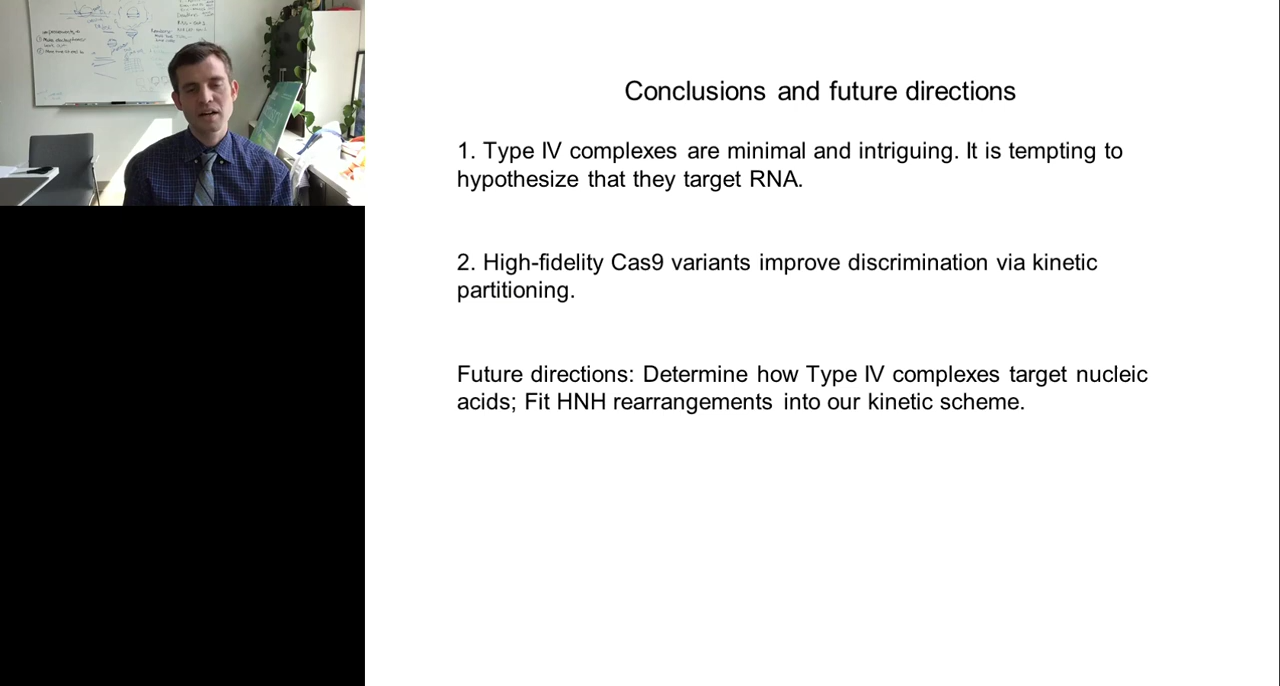 Conclusions and future directions
1. Type IV complexes are minimal and intriguing. It is tempting to
hypothesize that they target RNA.
2. High-fidelity Cas9 variants improve discrimination via kinetic
partitioning.
Future directions: Determine how Type IV complexes target nucleic
acids; Fit HNH rearrangements into our kinetic scheme.